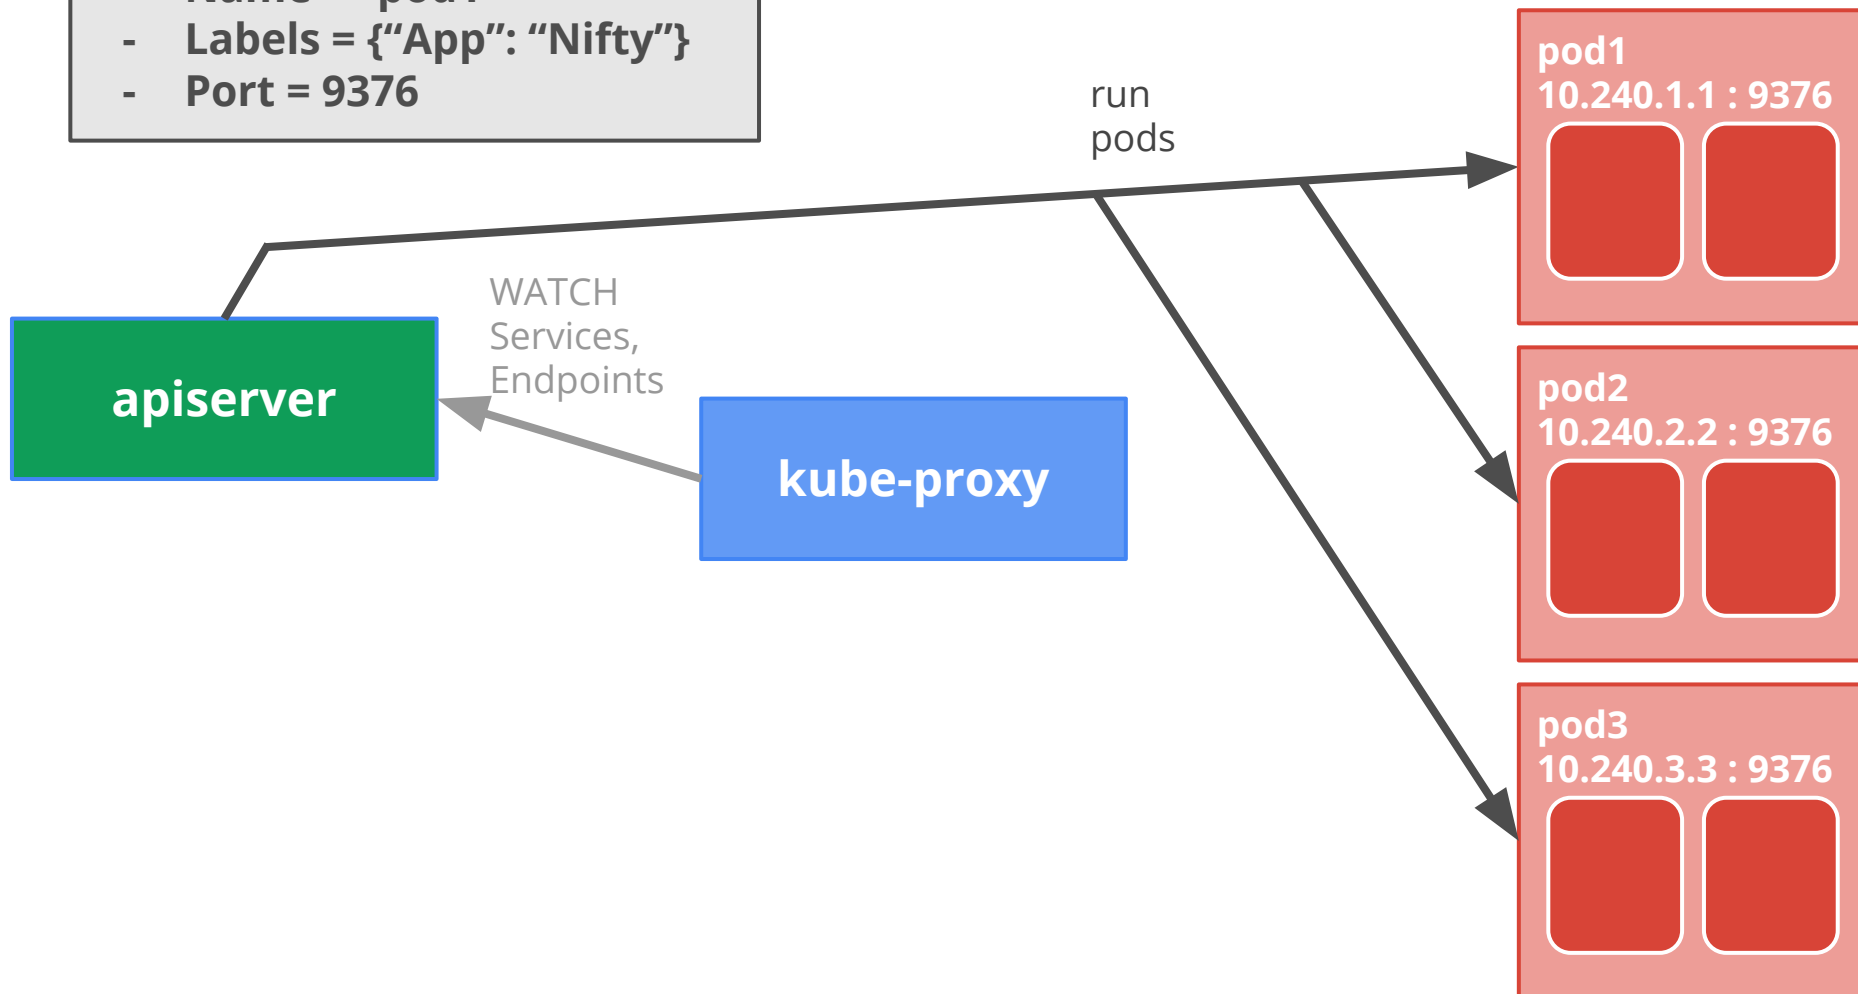 - Labels = {“App”: “Nifty”}
- Port = 9376
run
pods
pod1
10.240.1.1 : 9376
WATCH
Services,
Endpoints
apiserver
kube-proxy
pod2
10.240.2.2 : 9376
pod3
10.240.3.3 : 9376